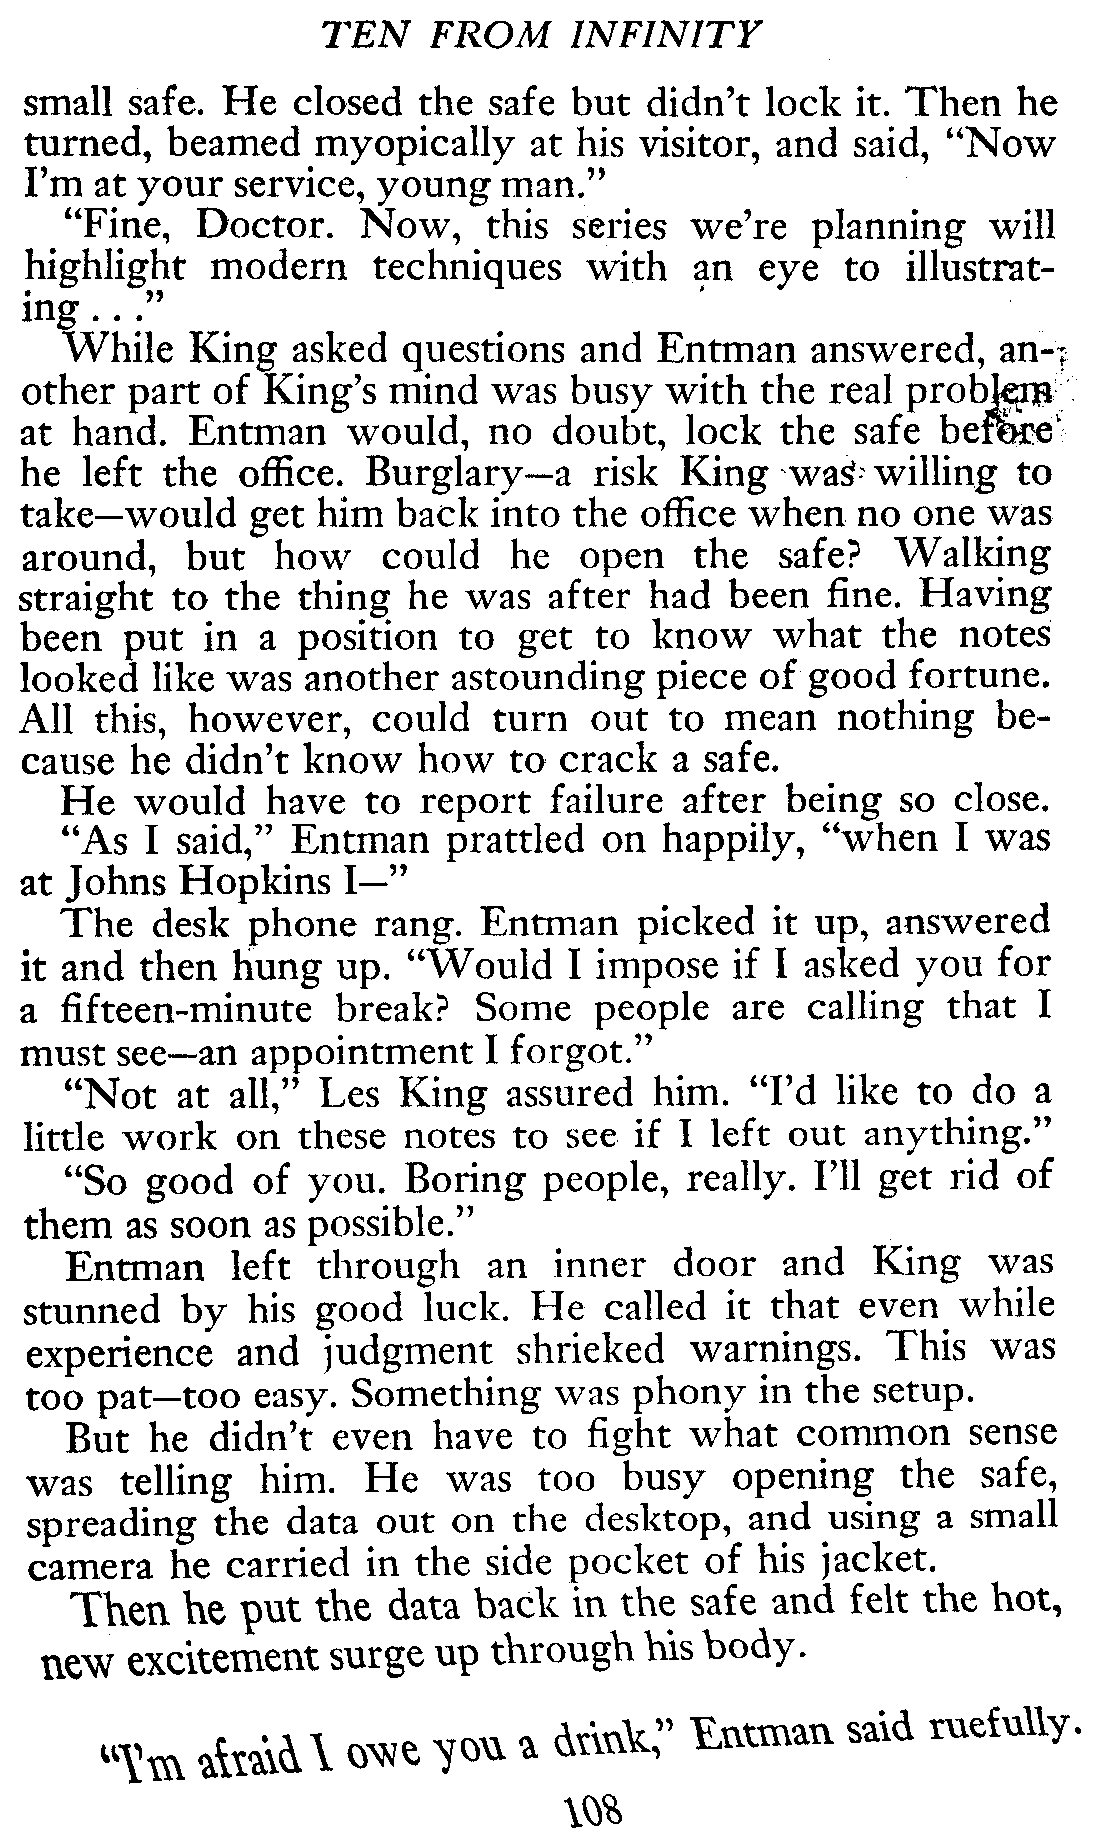 TEN FROM INFINITY
small safe. He closed the safe but didn't lock it. Then he
turned, beamed myopically at his visitor, and said, “Now
I'm at your service, young man.”
“Fine, Doctor. Now, this series we're planning will
highlight modern techniques with an eye to illustrat-
ing . . .”
While King asked questions and Entman answered, an-
other part of King's mind was busy with the real problem
at hand. Entman would, no doubt, lock the safe before
he left the office. Burglary—a risk King was willing to
take—would get him back into the office when no one was
around, but how could he open the safe? Walking
straight to the thing he was after had been fine. Having
been put in a position to get to know what the notes
looked like was another astounding piece of good fortune.
All this, however, could turn out to mean nothing be-
cause he didn't know how to crack a safe.
He would have to report failure after being so close.
“As I said,” Entman prattled on happily, “when I was
at Johns Hopkins I—”
The desk phone rang. Entman picked it up, answered
it and then hung up. “Would I impose if I asked you for
a fifteen-minute break? Some people are calling that I
must see—an appointment I forgot.”
“Not at all,” Les King assured him. “I'd like to do a
little work on these notes to see if I left out anything.”
“So good of you. Boring people, really. I'll get rid of
them as soon as possible.”
Entman left through an inner door and King was
stunned by his good luck. He called it that even while
experience and judgment shrieked warnings. This was
too pat—too easy. Something was phony in the setup.
But he didn't even have to fight what common sense
was telling him. He was too busy opening the safe,
spreading the data out on the desktop, and using a small
camera he carried in the side pocket of his jacket.
Then he put the data back in the safe and felt the hot,
new excitement surge up through his body.
“I'm afraid I owe you a drink,” Entman said ruefully.
108